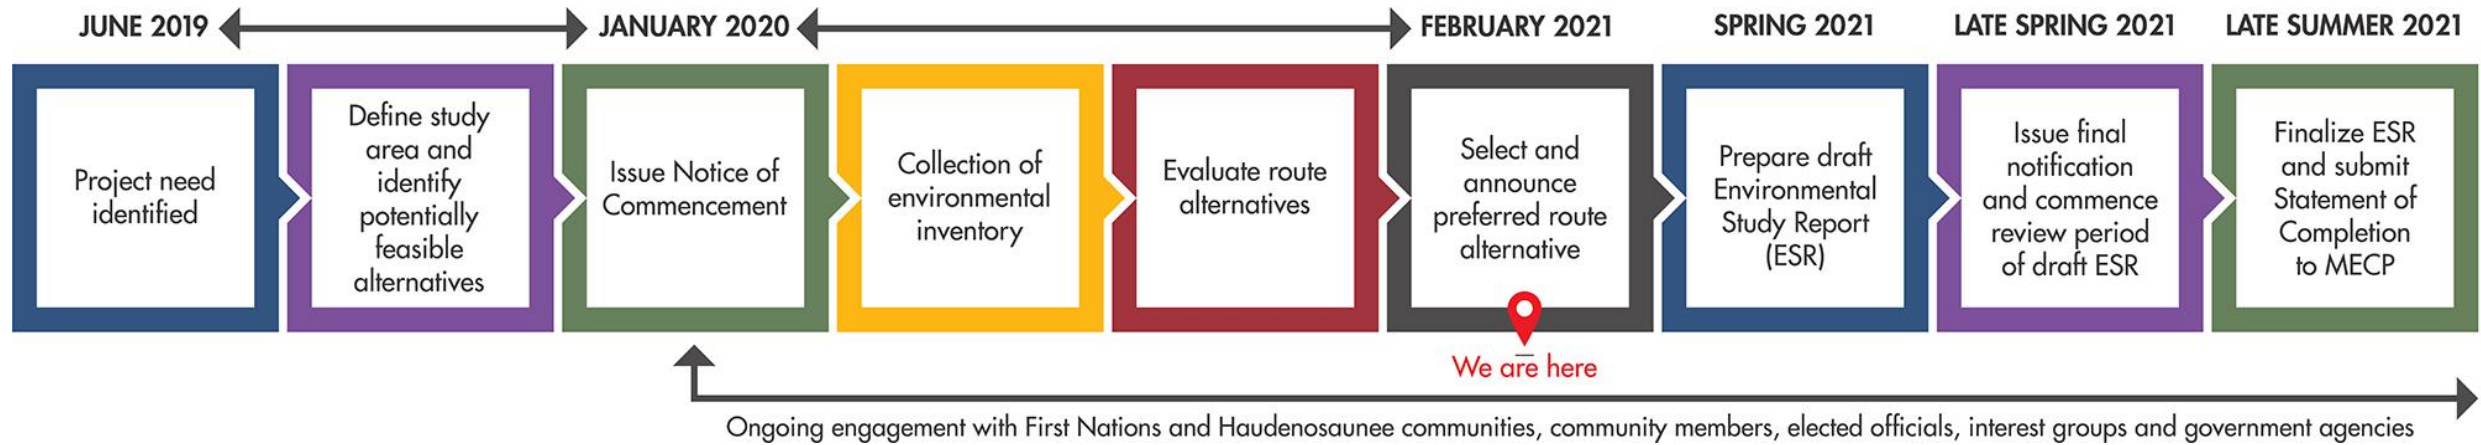 JUNE 2019
JANUARY 2020
FEBRUARY 2021
SPRING 2021
LATE SPRING 2021
LATE SUMMER 2021
Project need
identified
Define study
area and
identify
potentially
feasible
alternatives
Issue Notice of
Commencement
Collection of
environmental
inventory
Evaluate route
alternatives
Select and
announce
preferred route
alternative
Prepare draft
Environmental
Study Report
(ESR)
Issue final
notification
and commence
review period
of draft ESR
Finalize ESR
and submit
Statement of
Completion
to MECP
We are here
Ongoing engagement with First Nations and Haudenosaunee communities, community members, elected officials, interest groups and government agencies